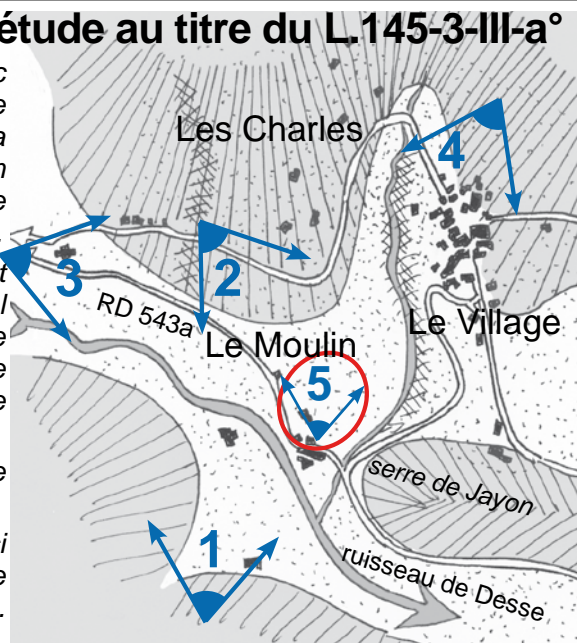 étude au titre du L.145-3-III-a°
Les Charles
4
3
2
RD 543a
Le Moulin
Le Village
5
serre de Jayon
1
ruisseau de Desse